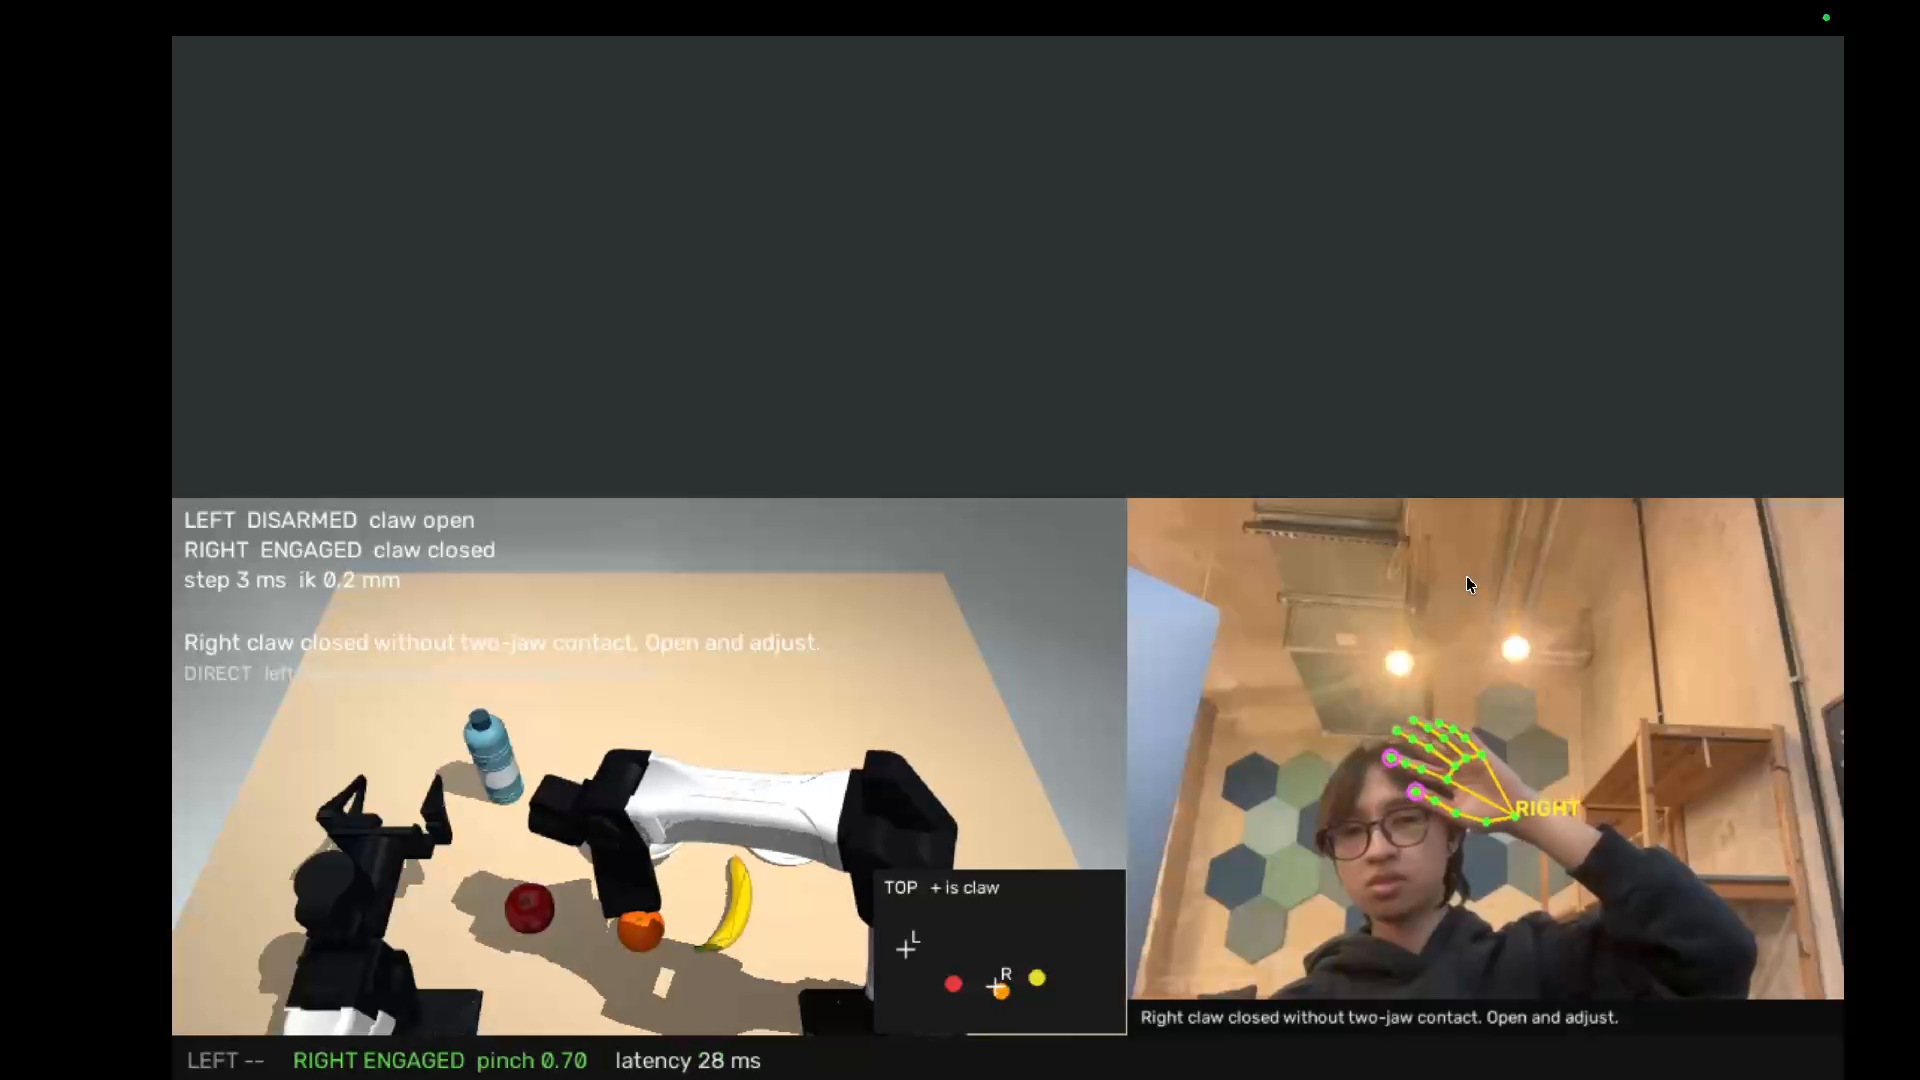 LEFT DISARMED claw open
RIGHT ENGAGED claw closed
step 3 ms ik 0.2 mm
Right claw closed without two-jaw contact. Open and adjust.
DIRECT left
TOP + is claw
L
R
RIGHT
Right claw closed without two-jaw contact. Open and adjust.
LEFT -- RIGHT ENGAGED pinch 0.70 latency 28 ms